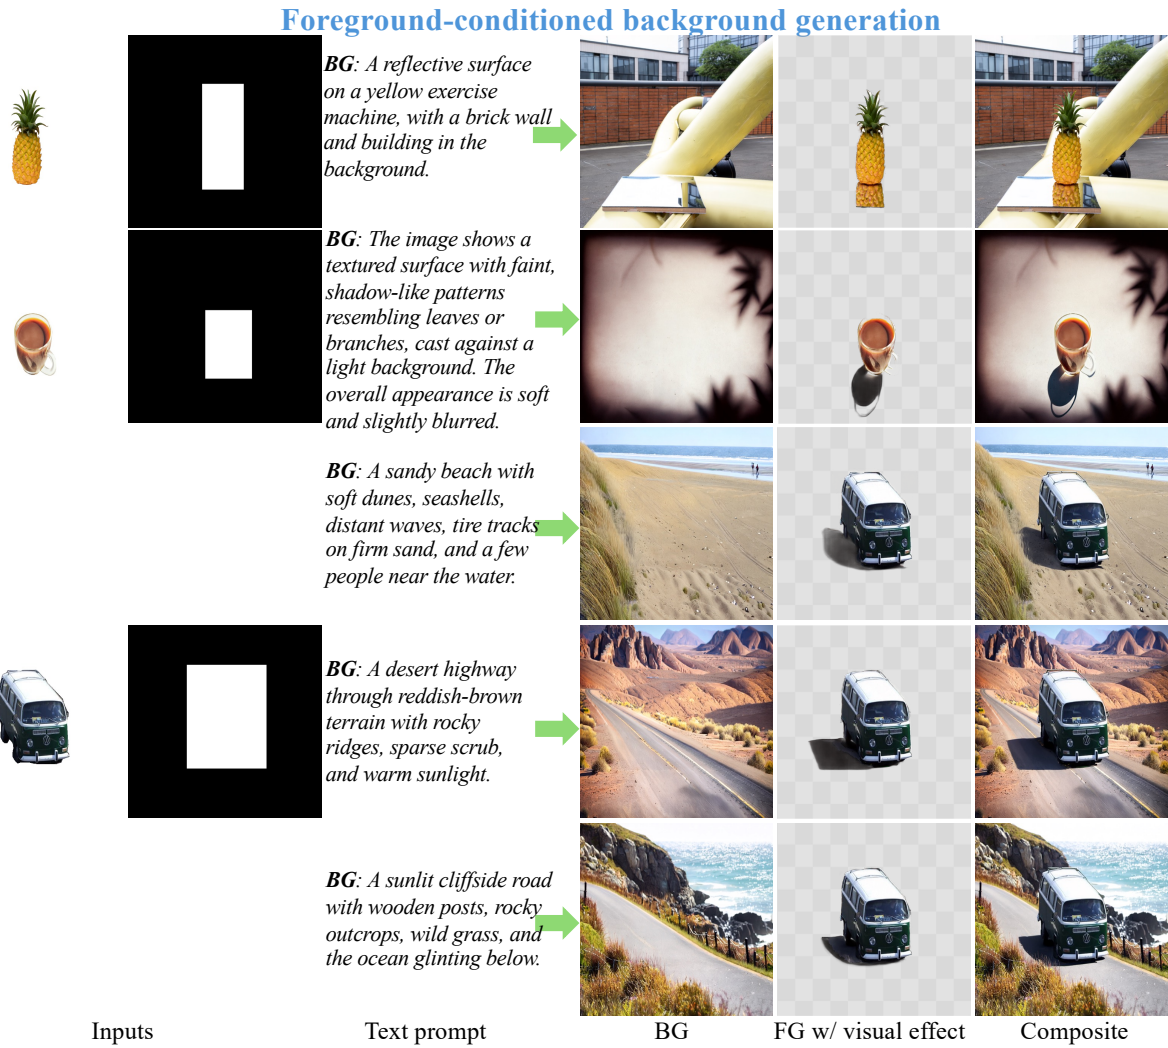 Foreground-conditioned background generation
BG: A reflective surface
on a yellow exercise
machine, with a brick wall
and building in the
background.
BG: The image shows a
textured surface with faint,
shadow-like patterns
resembling leaves or
branches, cast against a
light background. The
overall appearance is soft
and slightly blurred.
BG: A sandy beach with
soft dunes, seashells,
distant waves, tire tracks
on firm sand, and a few
people near the water.
BG: A desert highway
through reddish-brown
terrain with rocky
ridges, sparse scrub,
and warm sunlight.
BG: A sunlit cliffside road
with wooden posts, rocky
outcrops, wild grass, and
the ocean glinting below.
Inputs
Text prompt
BG
FG w/ visual effect
Composite